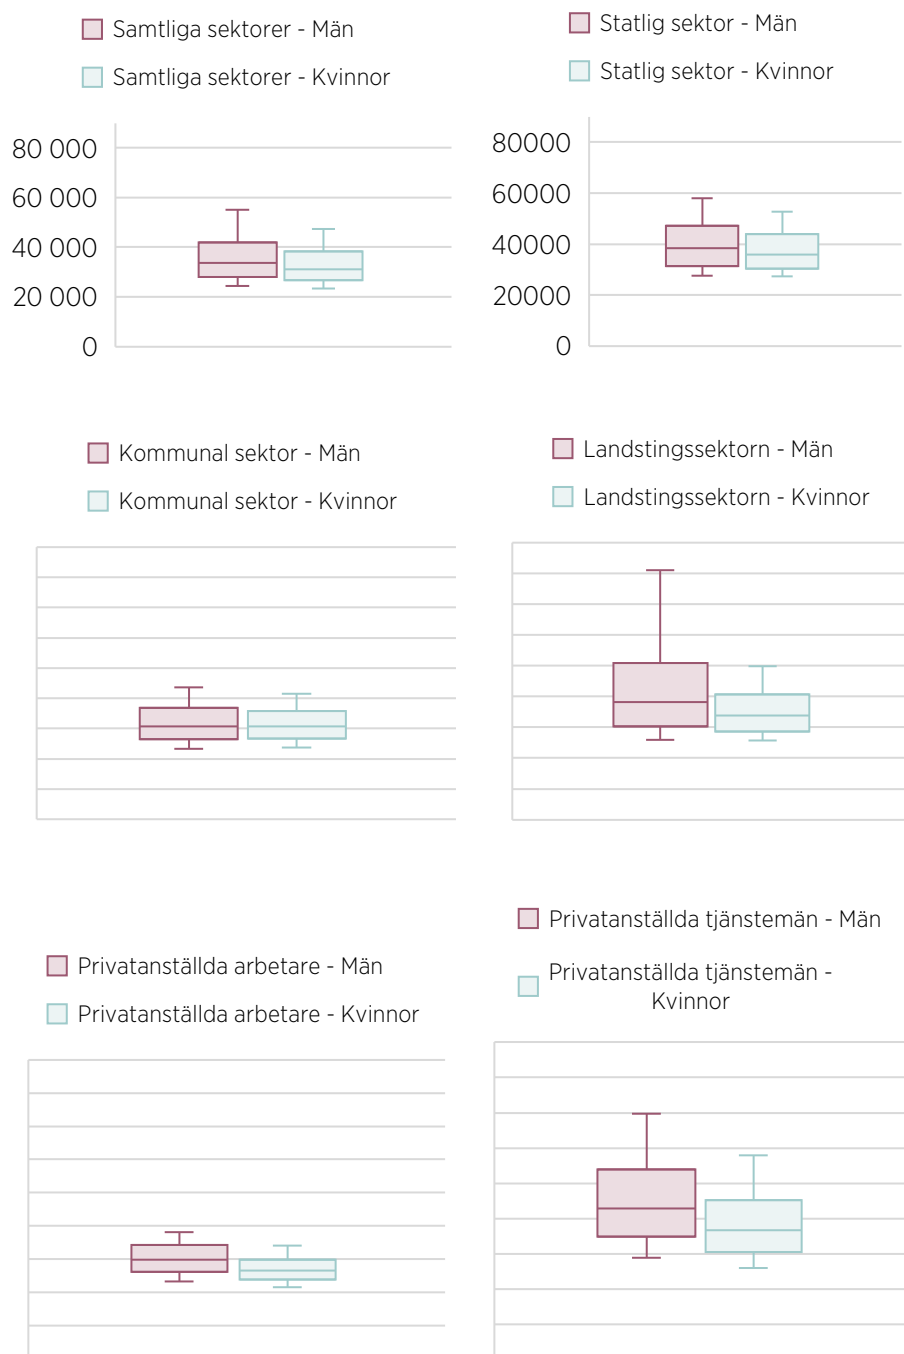 Samtliga sektorer - Män
Samtliga sektorer - Kvinnor
80 000
60 000
40 000
20 000
0
Statlig sektor - Män
Statlig sektor - Kvinnor
80000
60000
40000
20000
0
Kommunal sektor - Män
Kommunal sektor - Kvinnor
Landstingssektorn - Män
Landstingssektorn - Kvinnor
Privatanställda arbetare - Män
Privatanställda arbetare - Kvinnor
Privatanställda tjänstemän - Män
Privatanställda tjänstemän -
Kvinnor